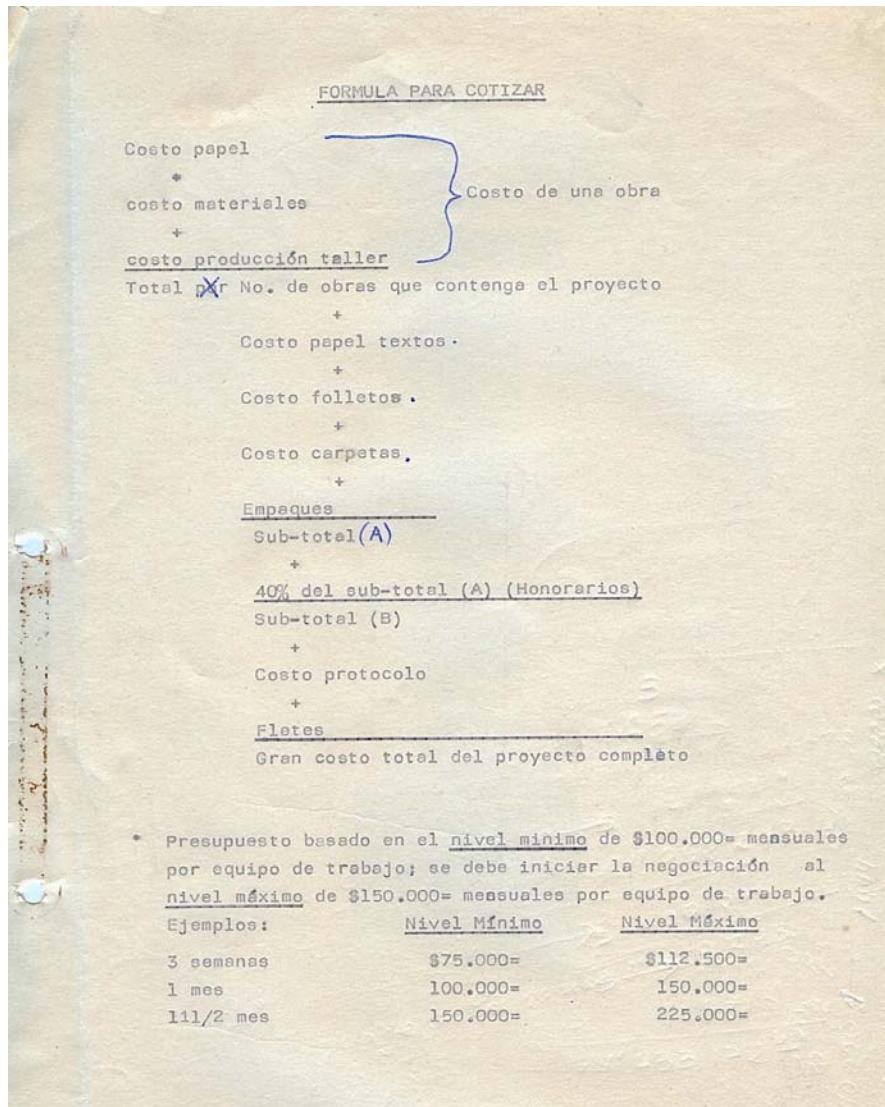 FORMULA PARA COTIZAR
Costo papel
+
costo materiales
+
costo producción taller
Costo de una obra
Total por X No. de obras que contenga el proyecto
+
Costo papel textos.
+
Costo folletos.
+
Costo carpetas.
+
Empaques
Sub-total (A)
+
40% del sub-total (A) (Honorarios)
Sub-total (B)
+
Costo protocolo
+
Fletes
Gran costo total del proyecto completo
* Presupuesto basado en el nivel minimo de $100.000= mensuales
por equipo de trabajo; se debe iniciar la negociación al
nivel máximo de $150.000= mensuales por equipo de trabajo.
Ejemplos: Nivel Mínimo Nivel Máximo
3 semanas $75.000= $112.500=
1 mes 100.000= 150.000=
111/2 mes 150.000= 225.000=